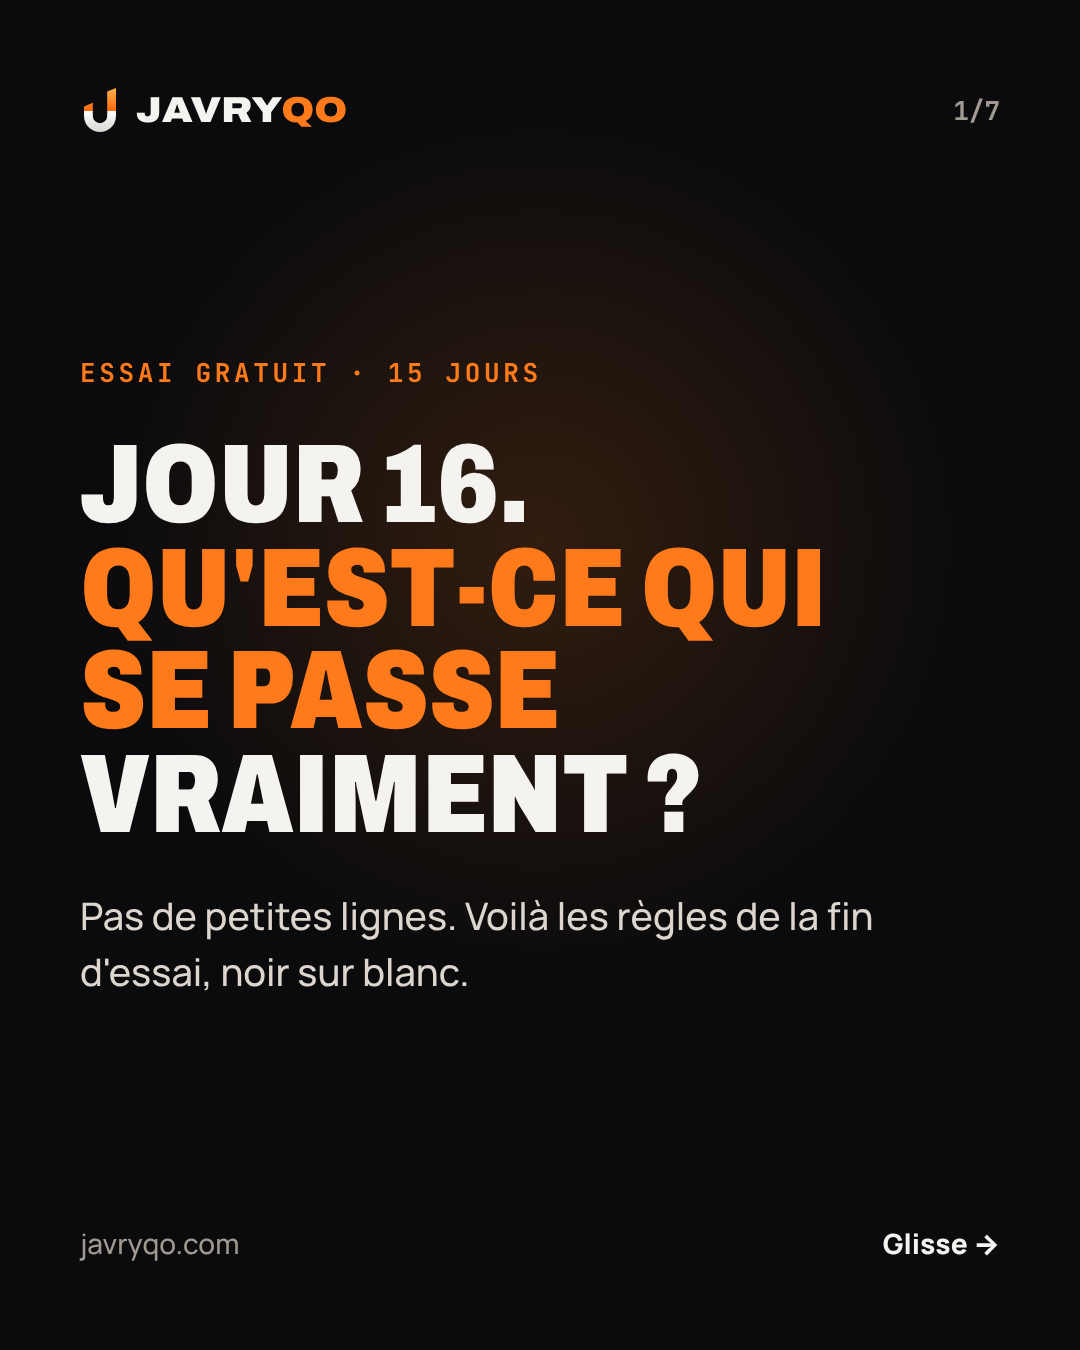 JAVRYQO
1/7
ESSAI GRATUIT · 15 JOURS
JOUR 16.
QU'EST-CE QUI
SE PASSE
VRAIMENT ?
Pas de petites lignes. Voilà les règles de la fin
d'essai, noir sur blanc.
javryqo.com
Glisse →